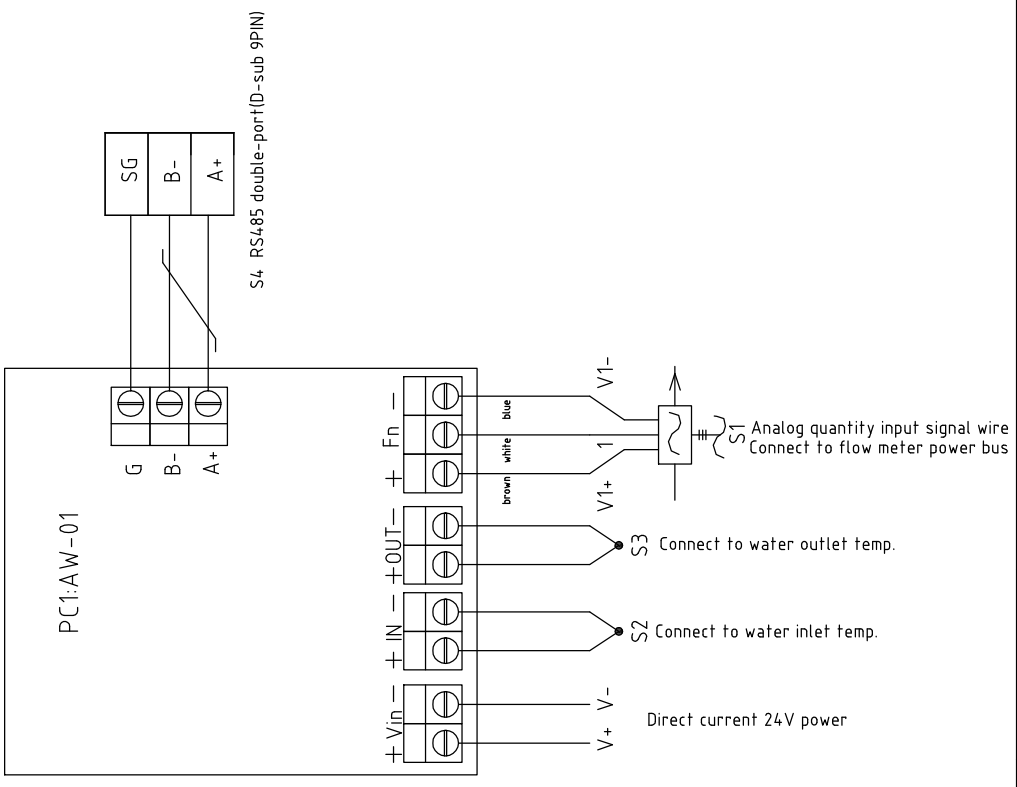 S4 RS485 double-port(D-sub 9PIN)
SG
B-
A+
G
B-
A+
PC1:AW-01
+ Fn -
blue
white
brown
V1-
1
V1+
S1
Analog quantity input signal wire
Connect to flow meter power bus
+OUT-
S3
Connect to water outlet temp.
+ IN -
S2
Connect to water inlet temp.
+ Vin -
V-
V+
Direct current 24V power